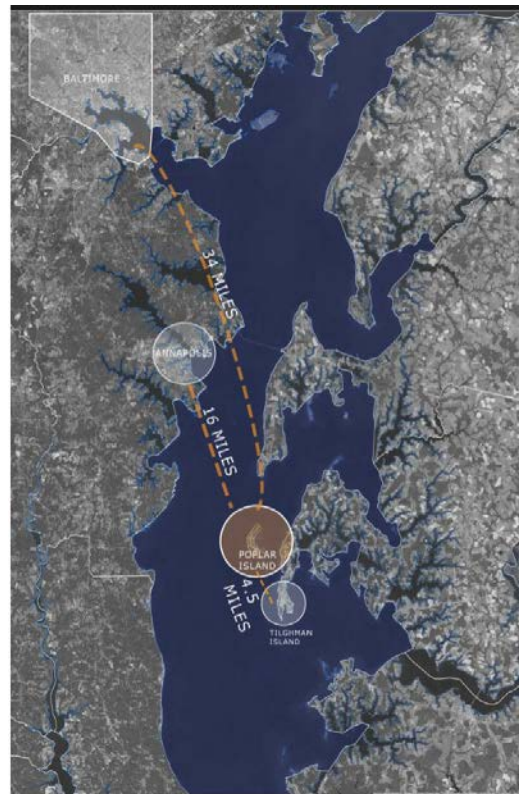 BALTIMORE
34 MILES
ANNAPOLIS
16 MILES
POPLAR
ISLAND
4.5
MILES
TILGHMAN
ISLAND